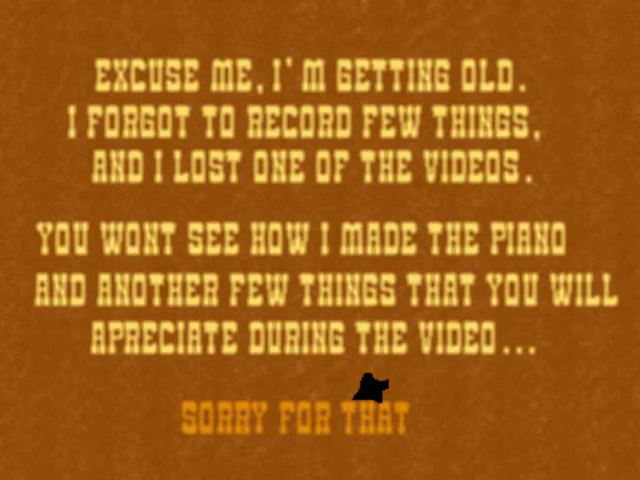 EXCUSE ME, I'M GETTING OLD.
I FORGOT TO RECORD FEW THINGS,
AND I LOST ONE OF THE VIDEOS.
YOU WONT SEE HOW I MADE THE PIANO
AND ANOTHER FEW THINGS THAT YOU WILL
APRECIATE DURING THE VIDEO...
SORRY FOR THAT